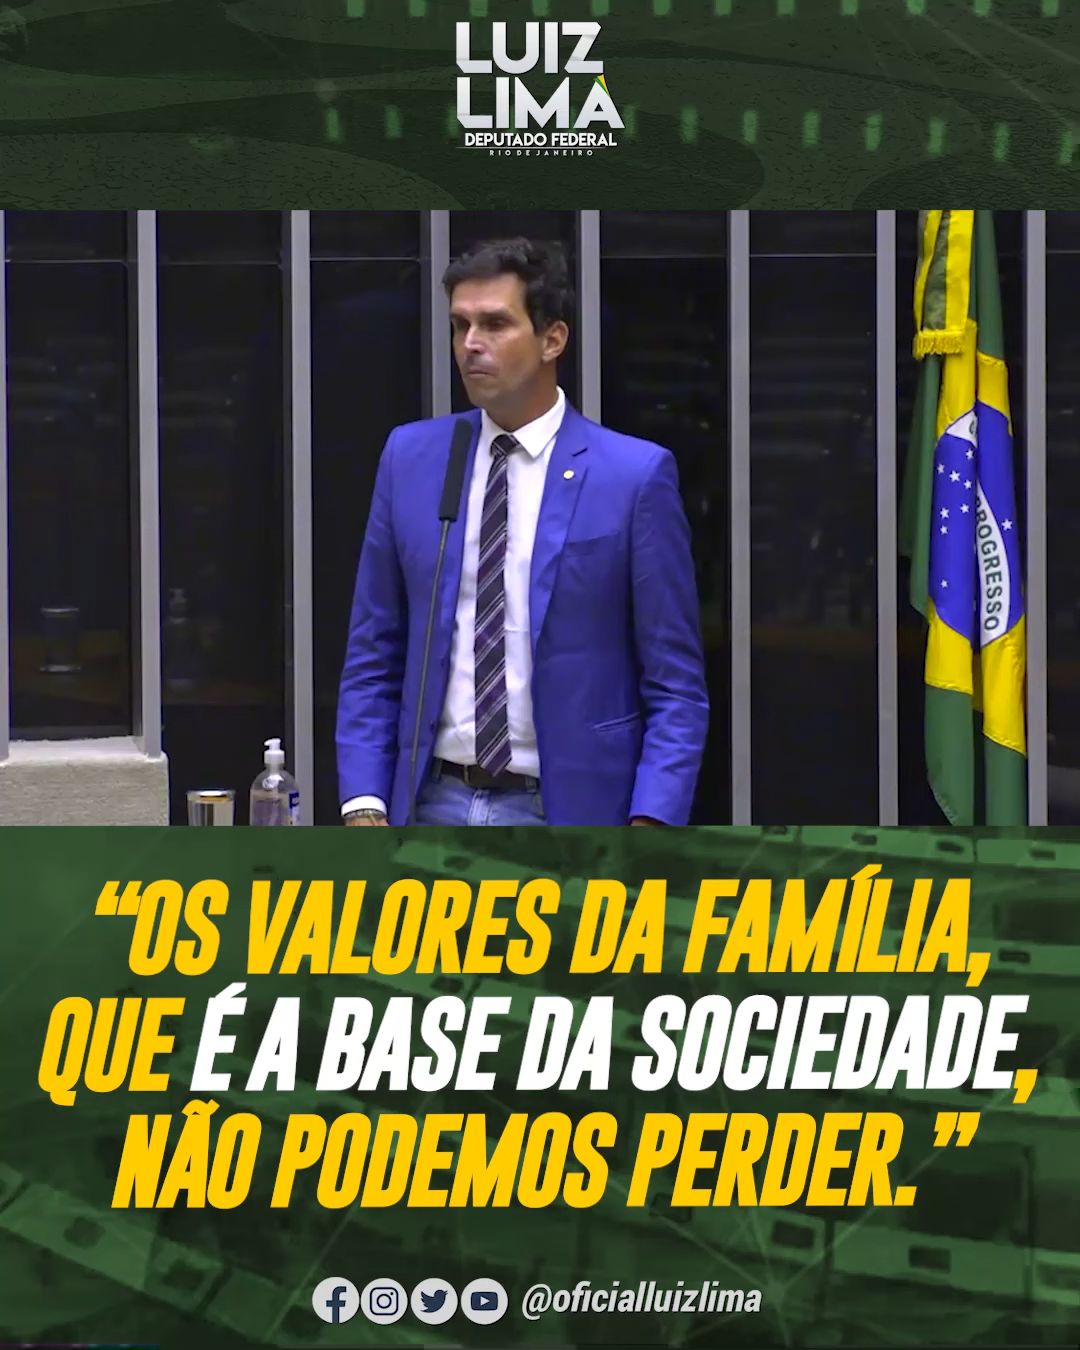 LUIZ
LIMA
DEPUTADO FEDERAL
RIO DE JANEIRO
PROGRESSO
“OS VALORES DA FAMÍLIA,
QUE É A BASE DA SOCIEDADE,
NÃO PODEMOS PERDER.”
@oficialluizlima